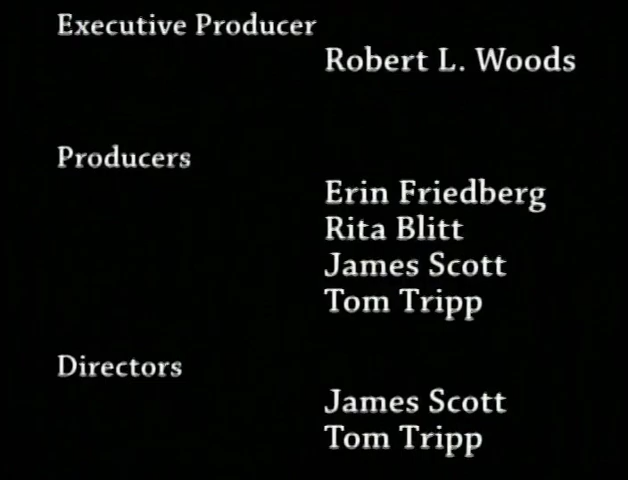 Executive Producer
Robert L. Woods
Producers
Erin Friedberg
Rita Blitt
James Scott
Tom Tripp
Directors
James Scott
Tom Tripp